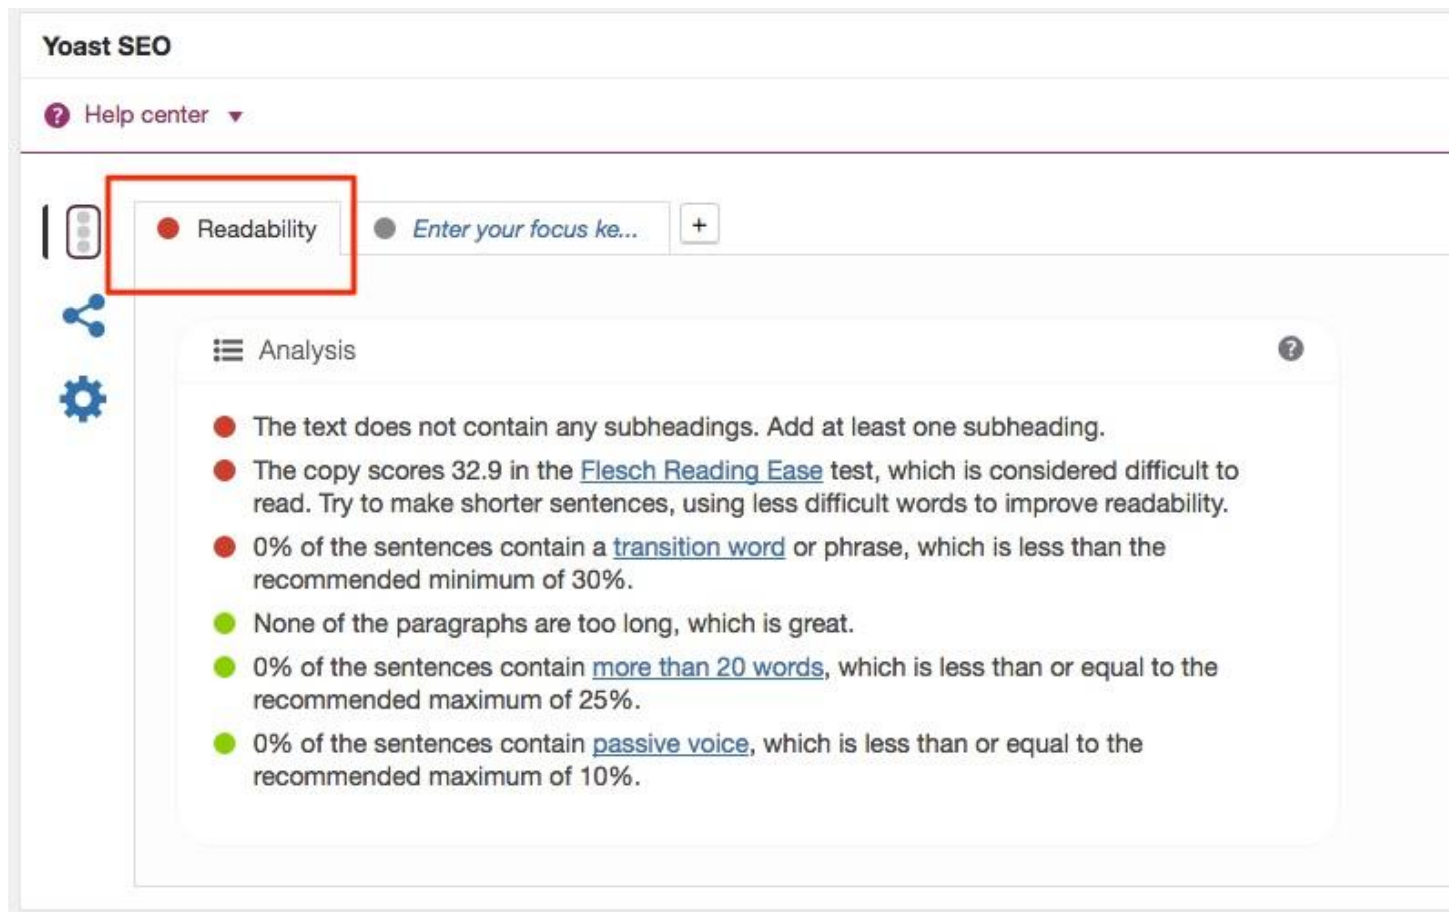 Yoast SEO
? Help center
Readability
Enter your focus ke...
+
Analysis
?
The text does not contain any subheadings. Add at least one subheading.
The copy scores 32.9 in the Flesch Reading Ease test, which is considered difficult to
read. Try to make shorter sentences, using less difficult words to improve readability.
0% of the sentences contain a transition word or phrase, which is less than the
recommended minimum of 30%.
None of the paragraphs are too long, which is great.
0% of the sentences contain more than 20 words, which is less than or equal to the
recommended maximum of 25%.
0% of the sentences contain passive voice, which is less than or equal to the
recommended maximum of 10%.